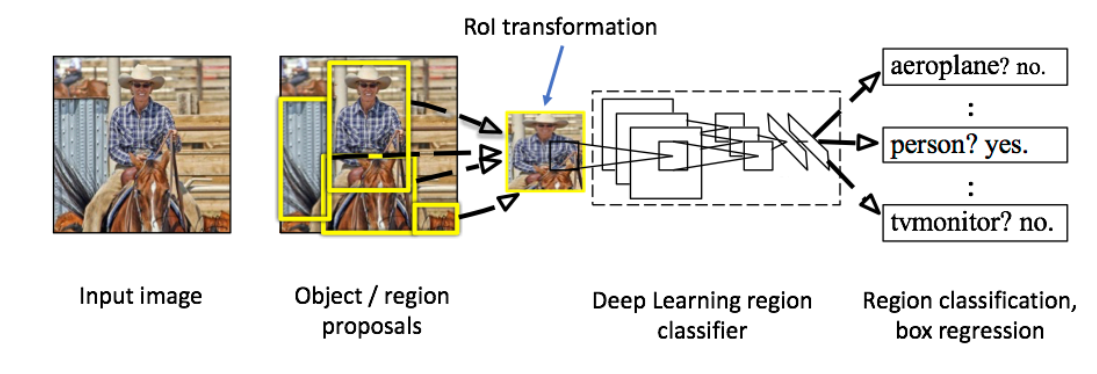 RoI transformation
aeroplane? no.
:
person? yes.
:
tvmonitor? no.
Input image
Object / region
proposals
Deep Learning region
classifier
Region classification,
box regression